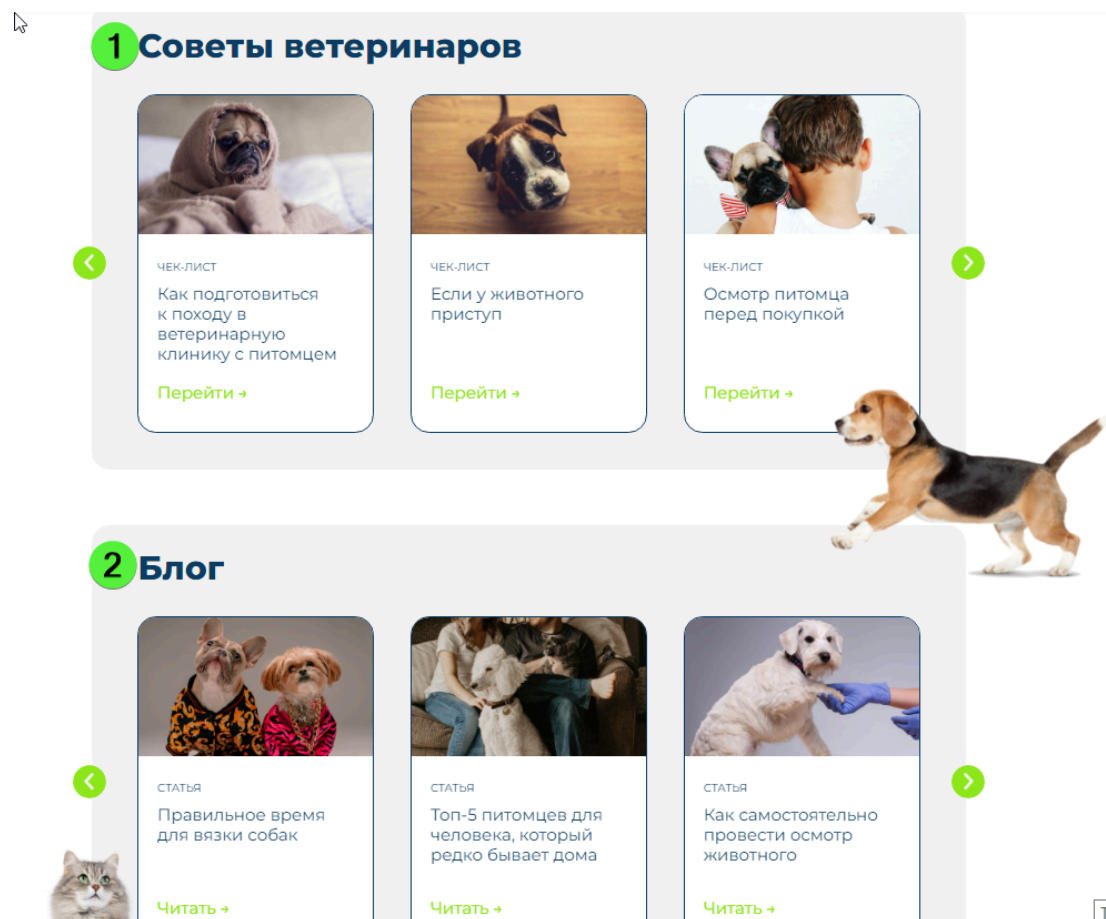 1 Советы ветеринаров
ЧЕК-ЛИСТ
Как подготовиться
к походу в
ветеринарную
клинику с питомцем
Перейти →
ЧЕК-ЛИСТ
Если у животного
приступ
Перейти →
ЧЕК-ЛИСТ
Осмотр питомца
перед покупкой
Перейти →
2 Блог
СТАТЬЯ
Правильное время
для вязки собак
Читать →
СТАТЬЯ
Топ-5 питомцев для
человека, который
редко бывает дома
Читать →
СТАТЬЯ
Как самостоятельно
провести осмотр
животного
Читать →